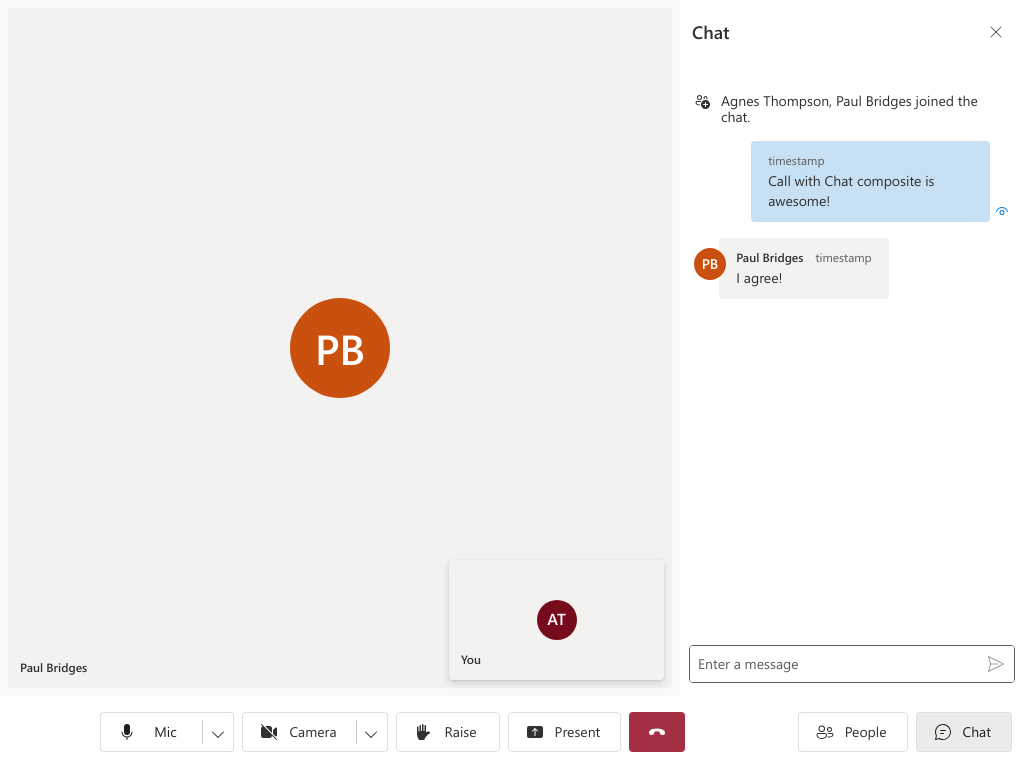 PB
Paul Bridges
AT
You
Chat
Agnes Thompson, Paul Bridges joined the
chat.
timestamp
Call with Chat composite is
awesome!
PB
Paul Bridges timestamp
I agree!
Enter a message
Mic
Camera
Raise
Present
People
Chat